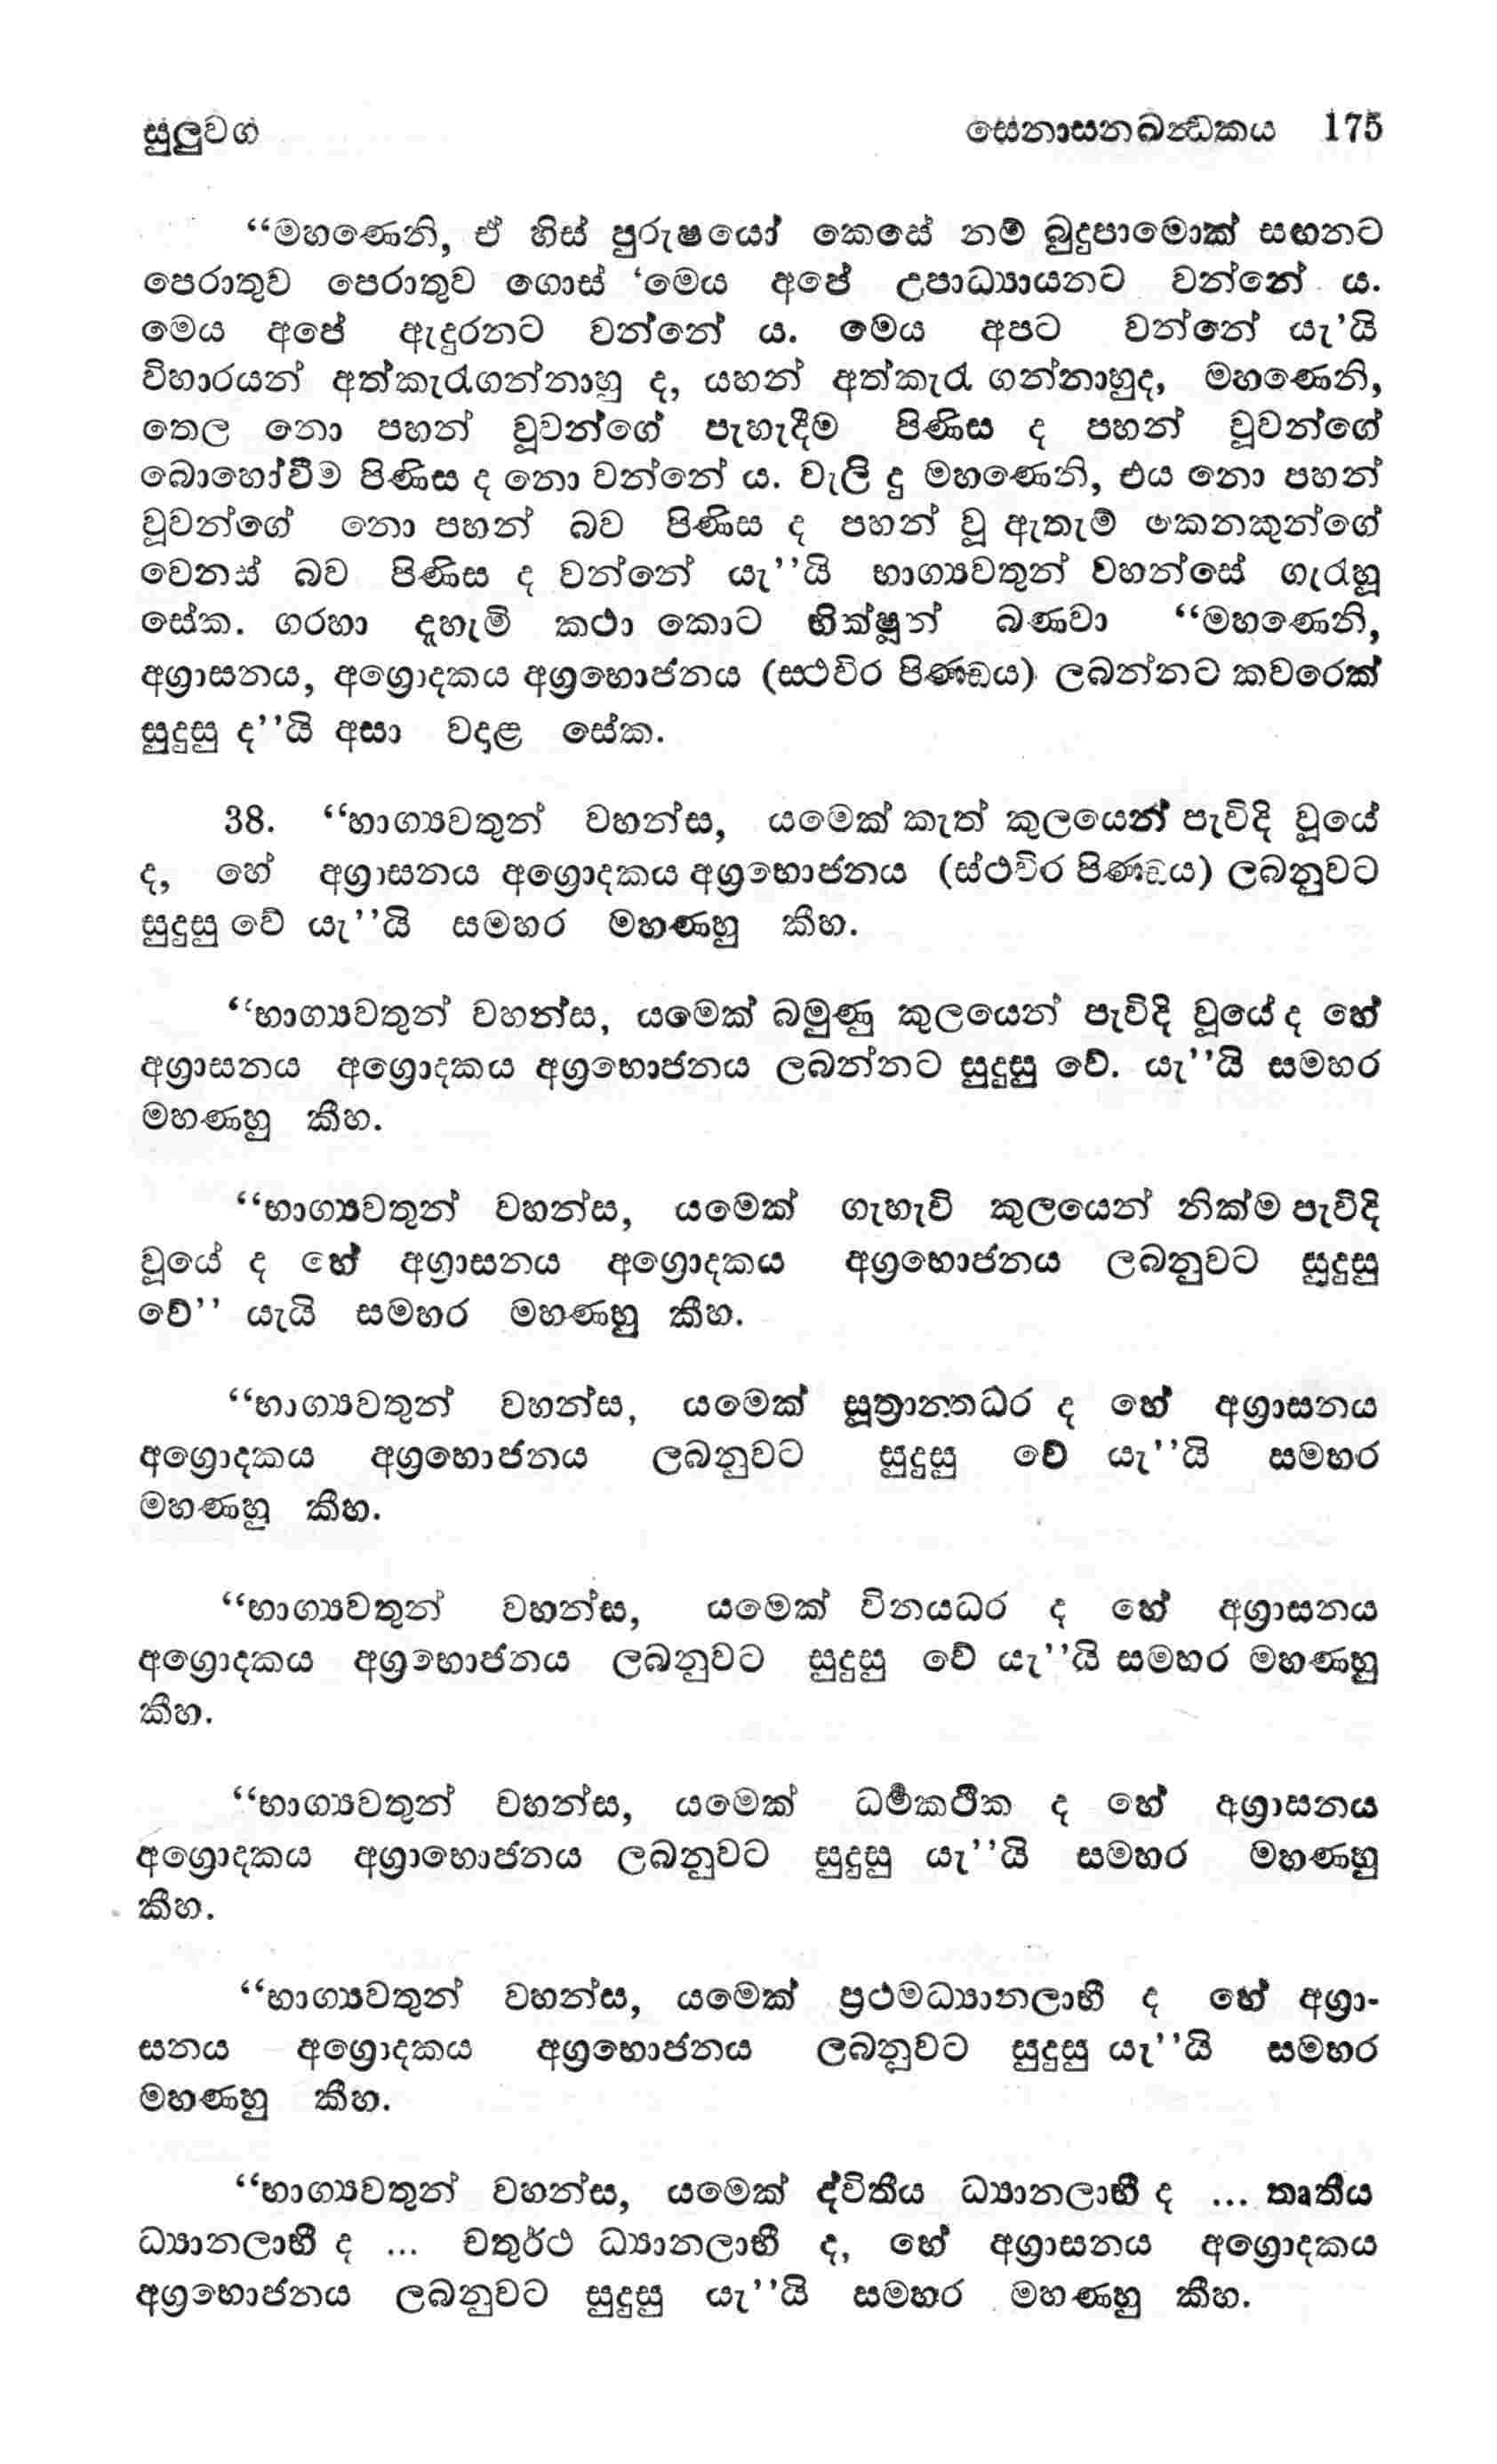 සුලුවග සෙනාසනඛන්ධකය 175
“මහණෙනි, ඒ හිස් පුරුෂයෝ කෙසේ නම් බුදුපාමොක් සඟනට
පෙරාතුව පෙරාතුව ගොස් ‘මෙය අපේ උපාධ්‍යායනට වන්නේ ය.
මෙය අපේ ඇදුරනට වන්නේ ය. මෙය අපට වන්නේ යැ’යි
විහාරයන් අත්කැරැගන්නාහු ද, යහන් අත්කැරැ ගන්නාහුද, මහණෙනි,
තෙල නො පහන් වූවන්ගේ පැහැදීම පිණිස ද පහන් වූවන්ගේ
බොහෝවීම පිණිස ද නො වන්නේ ය. වැලි දු මහණෙනි, එය නො පහන්
වූවන්ගේ නො පහන් බව පිණිස ද පහන් වූ ඇතැම් කෙනකුන්ගේ
වෙනස් බව පිණිස ද වන්නේ යැ’’යි භාග්‍යවතුන් වහන්සේ ගැරැහූ
සේක. ගරහා දැහැමි කථා කොට භික්ෂූන් බණවා “මහණෙනි,
අග්‍රාසනය, අග්‍රොදකය අග්‍රභොජනය (ස්ථවිර පිණ්ඩය) ලබන්නට කවරෙක්
සුදුසු ද’’යි අසා වදාළ සේක.
38. “භාග්‍යවතුන් වහන්ස, යමෙක් කැත් කුලයෙන් පැවිදි වූයේ
ද, හේ අග්‍රාසනය අග්‍රොදකය අග්‍රභොජනය (ස්ථවිර පිණ්ඩය) ලබනුවට
සුදුසු වේ යැ’’යි සමහර මහණහු කීහ.
“භාග්‍යවතුන් වහන්ස, යමෙක් බමුණු කුලයෙන් පැවිදි වූයේ ද හේ
අග්‍රාසනය අග්‍රොදකය අග්‍රභොජනය ලබන්නට සුදුසු වේ. යැ’’යි සමහර
මහණහු කීහ.
“භාග්‍යවතුන් වහන්ස, යමෙක් ගැහැවි කුලයෙන් නික්ම පැවිදි
වූයේ ද හේ අග්‍රාසනය අග්‍රොදකය අග්‍රභොජනය ලබනුවට සුදුසු
වේ’’ යැයි සමහර මහණහු කීහ.
“භාග්‍යවතුන් වහන්ස, යමෙක් සූත්‍රාන්තධර ද හේ අග්‍රාසනය
අග්‍රොදකය අග්‍රභොජනය ලබනුවට සුදුසු වේ යැ’’යි සමහර
මහණහු කීහ.
“භාග්‍යවතුන් වහන්ස, යමෙක් විනයධර ද හේ අග්‍රාසනය
අග්‍රොදකය අග්‍රභොජනය ලබනුවට සුදුසු වේ යැ’’යි සමහර මහණහු
කීහ.
“භාග්‍යවතුන් වහන්ස, යමෙක් ධර්‍මකථික ද හේ අග්‍රාසනය
අග්‍රොදකය අග්‍රාභොජනය ලබනුවට සුදුසු යැ’’යි සමහර මහණහු
කීහ.
“භාග්‍යවතුන් වහන්ස, යමෙක් ප්‍රථමධ්‍යානලාභී ද හේ අග්‍රා-
සනය අග්‍රොදකය අග්‍රභොජනය ලබනුවට සුදුසු යැ’’යි සමහර
මහණහු කීහ.
“භාග්‍යවතුන් වහන්ස, යමෙක් ද්විතීය ධ්‍යානලාභී ද ... තෘතීය
ධ්‍යානලාභී ද ... චතුර්ථ ධ්‍යානලාභී ද, හේ අග්‍රාසනය අග්‍රොදකය
අග්‍රභොජනය ලබනුවට සුදුසු යැ’’යි සමහර මහණහු කීහ.